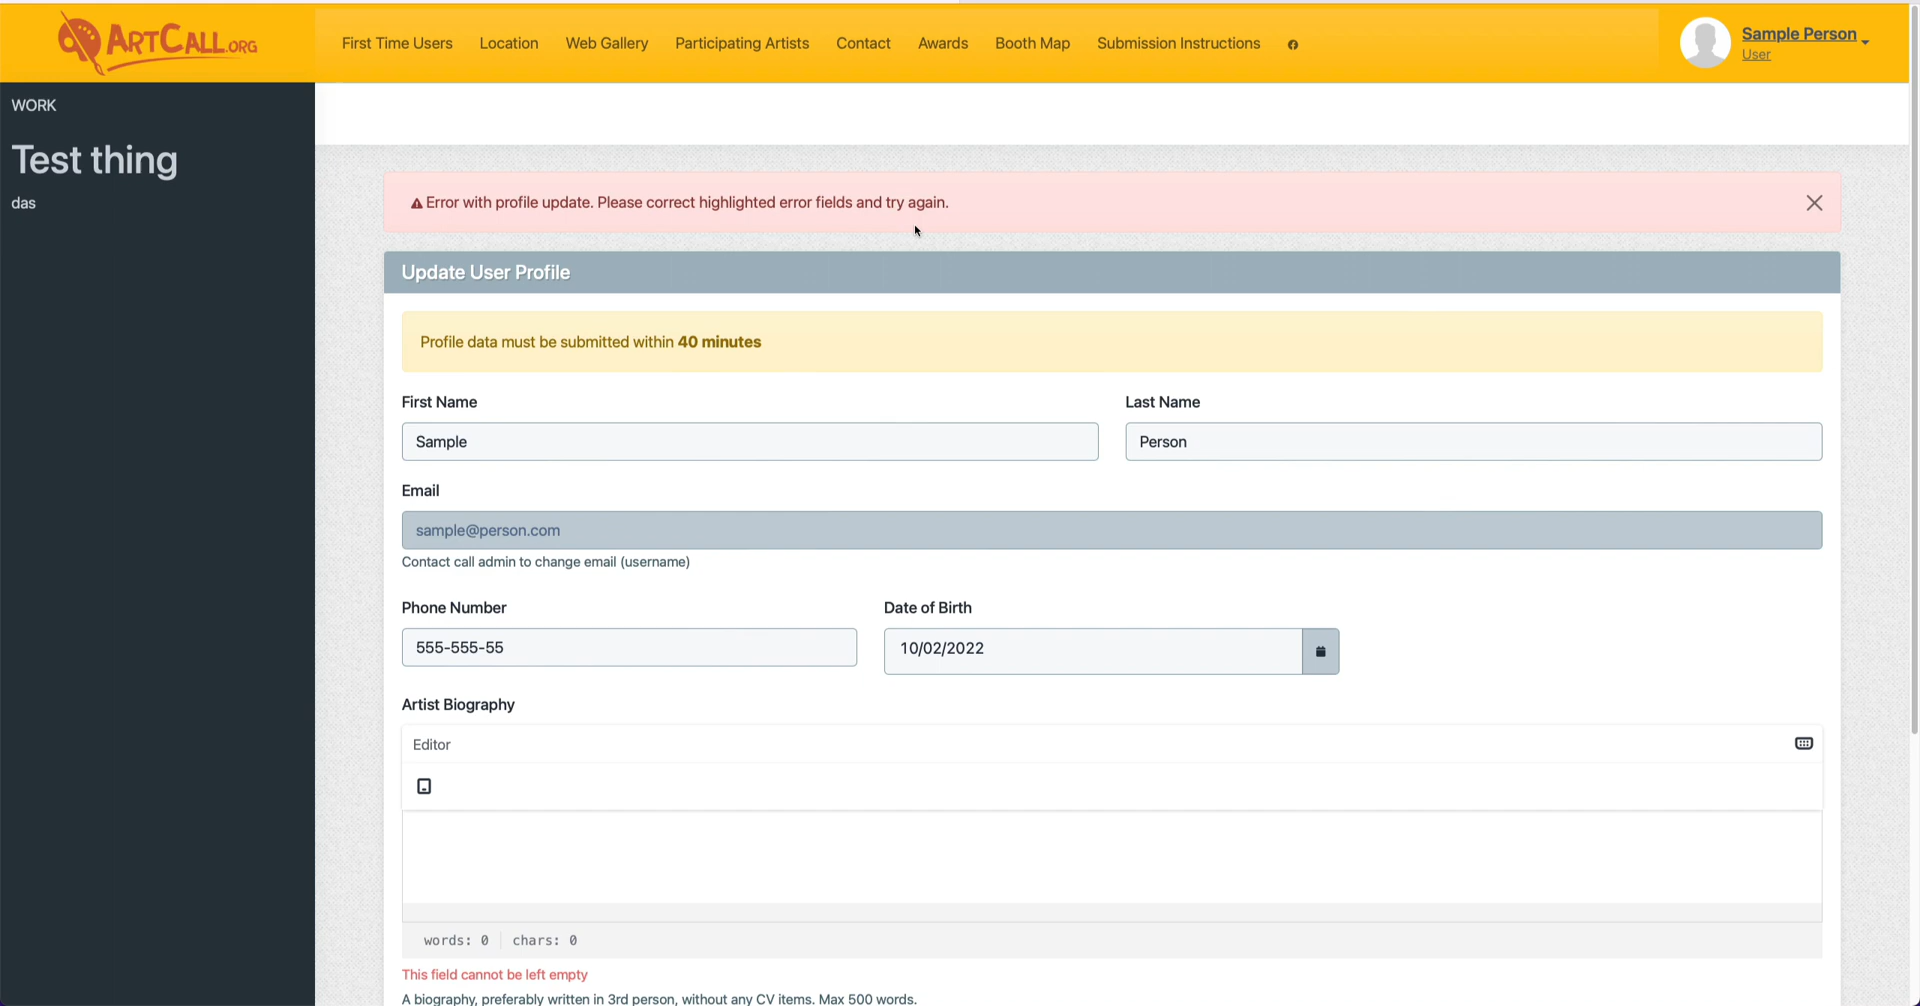 ARTCALL.ORG
First Time Users Location Web Gallery Participating Artists Contact Awards Booth Map Submission Instructions
Sample Person
User
WORK
Test thing
das
Error with profile update. Please correct highlighted error fields and try again.
Update User Profile
Profile data must be submitted within 40 minutes
First Name Last Name
Sample Person
Email
sample@person.com
Contact call admin to change email (username)
Phone Number Date of Birth
555-555-55 10/02/2022
Artist Biography
Editor
words: 0 chars: 0
This field cannot be left empty
A biography, preferably written in 3rd person, without any CV items. Max 500 words.